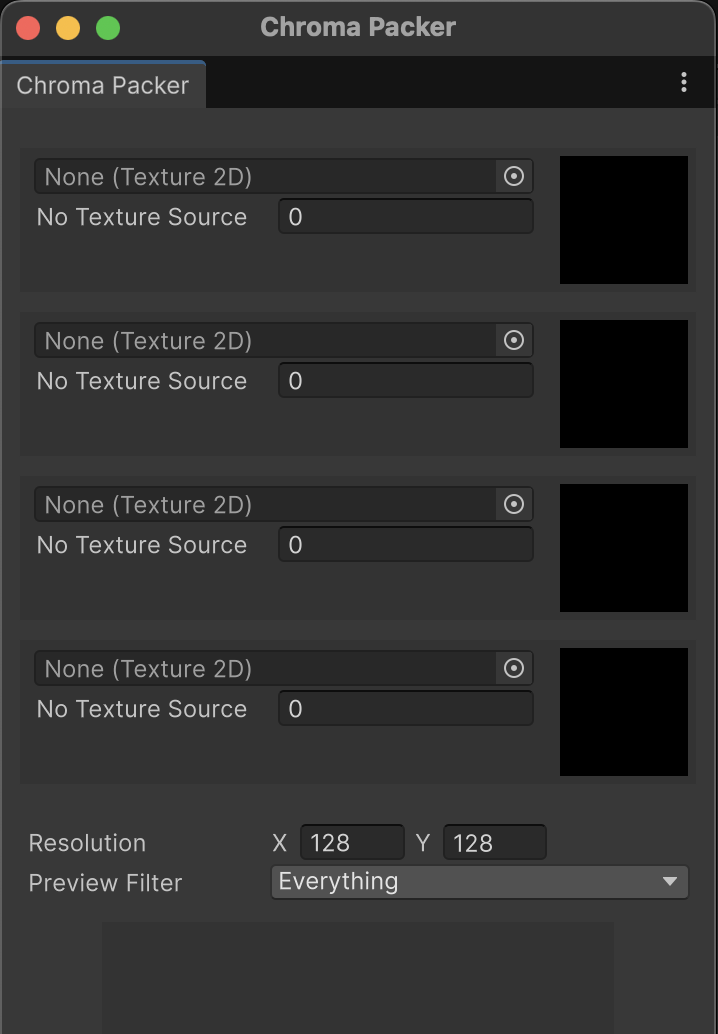 Chroma Packer
Chroma Packer
None (Texture 2D)
No Texture Source 0
None (Texture 2D)
No Texture Source 0
None (Texture 2D)
No Texture Source 0
None (Texture 2D)
No Texture Source 0
Resolution X 128 Y 128
Preview Filter Everything